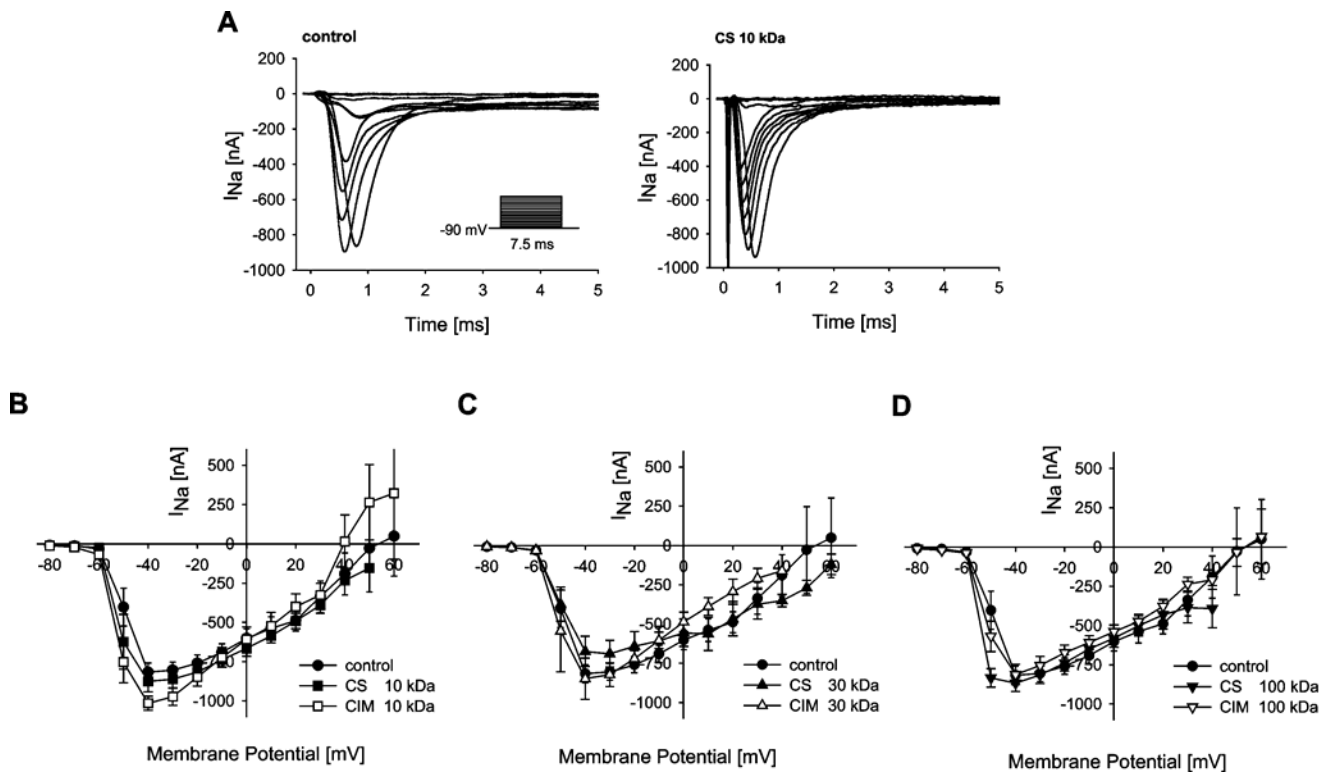 A
control
CS 10 kDa
200
0
-200
-400
-600
-800
-1000
I Na [nA]
-90 mV
7.5 ms
0 1 2 3 4 5
Time [ms]
200
0
-200
-400
-600
-800
-1000
I Na [nA]
0 1 2 3 4 5
Time [ms]
B
I Na [nA]
500
250
0
-250
-500
-750
-1000
-80 -60 -40 -20 0 20 40 60
control
CS 10 kDa
CIM 10 kDa
Membrane Potential [mV]
C
I Na [nA]
500
250
0
-250
-500
-750
-1000
-80 -60 -40 -20 0 20 40 60
control
CS 30 kDa
CIM 30 kDa
Membrane Potential [mV]
D
I Na [nA]
500
250
0
-250
-500
-750
-1000
-80 -60 -40 -20 0 20 40 60
control
CS 100 kDa
CIM 100 kDa
Membrane Potential [mV]